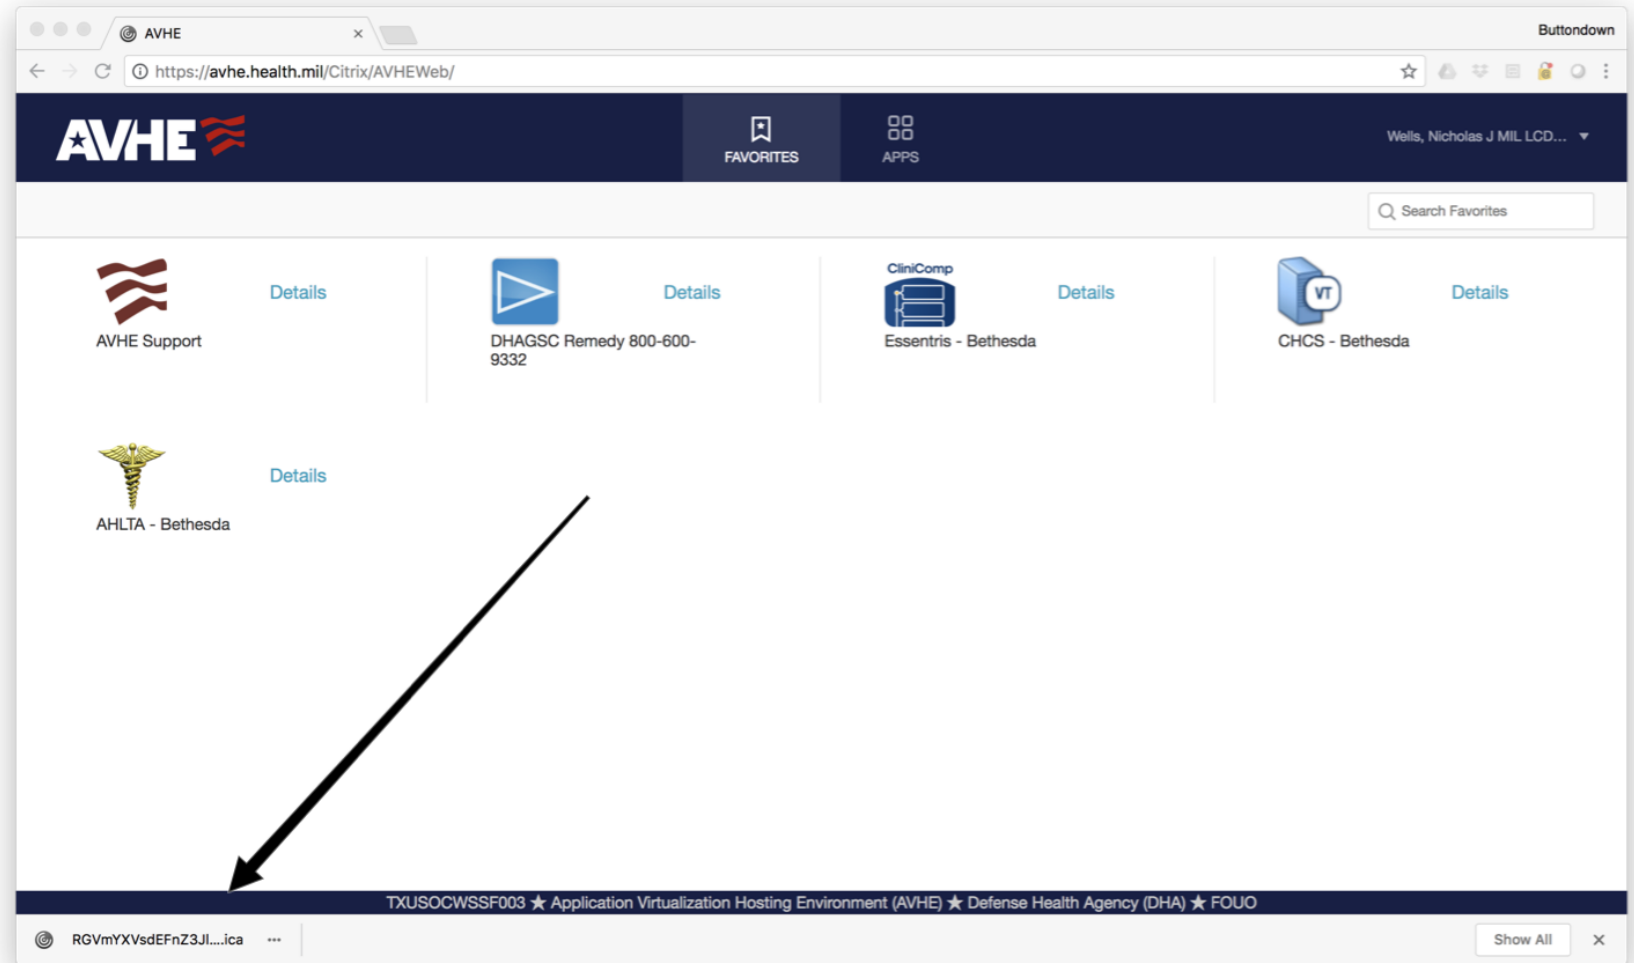 AVHE
Buttondown
https://avhe.health.mil/Citrix/AVHEWeb/
AVHE
FAVORITES
APPS
Wells, Nicholas J MIL LCD...
Search Favorites
AVHE Support
Details
DHAGSC Remedy 800-600-
9332
Details
CliniComp
Essentris - Bethesda
Details
VT
CHCS - Bethesda
Details
AHLTA - Bethesda
Details
TXUSOCWSSF003 ★ Application Virtualization Hosting Environment (AVHE) ★ Defense Health Agency (DHA) ★ FOUO
RGVmYXVsdEFnZ3Jl....ica
Show All